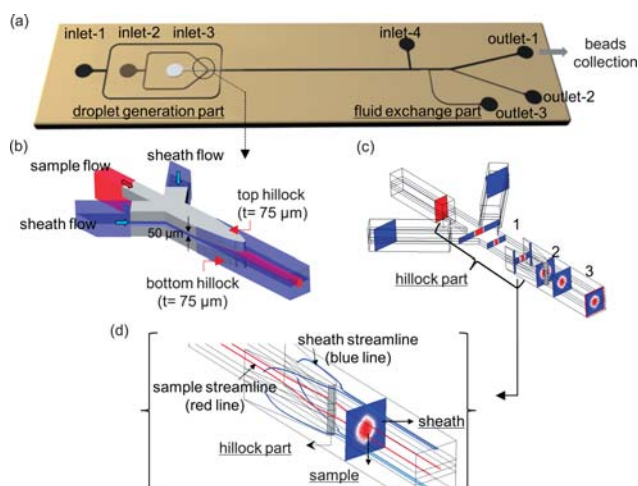 (a)
inlet-1
inlet-2
inlet-3
inlet-4
outlet-1
beads
collection
outlet-2
outlet-3
droplet generation part
fluid exchange part
(b)
sheath flow
sample flow
sheath flow
top hillock
(t= 75 μm)
50 μm
bottom hillock
(t= 75 μm)
(c)
1
2
3
hillock part
(d)
sheath streamline
(blue line)
sample streamline
(red line)
sheath
hillock part
sample